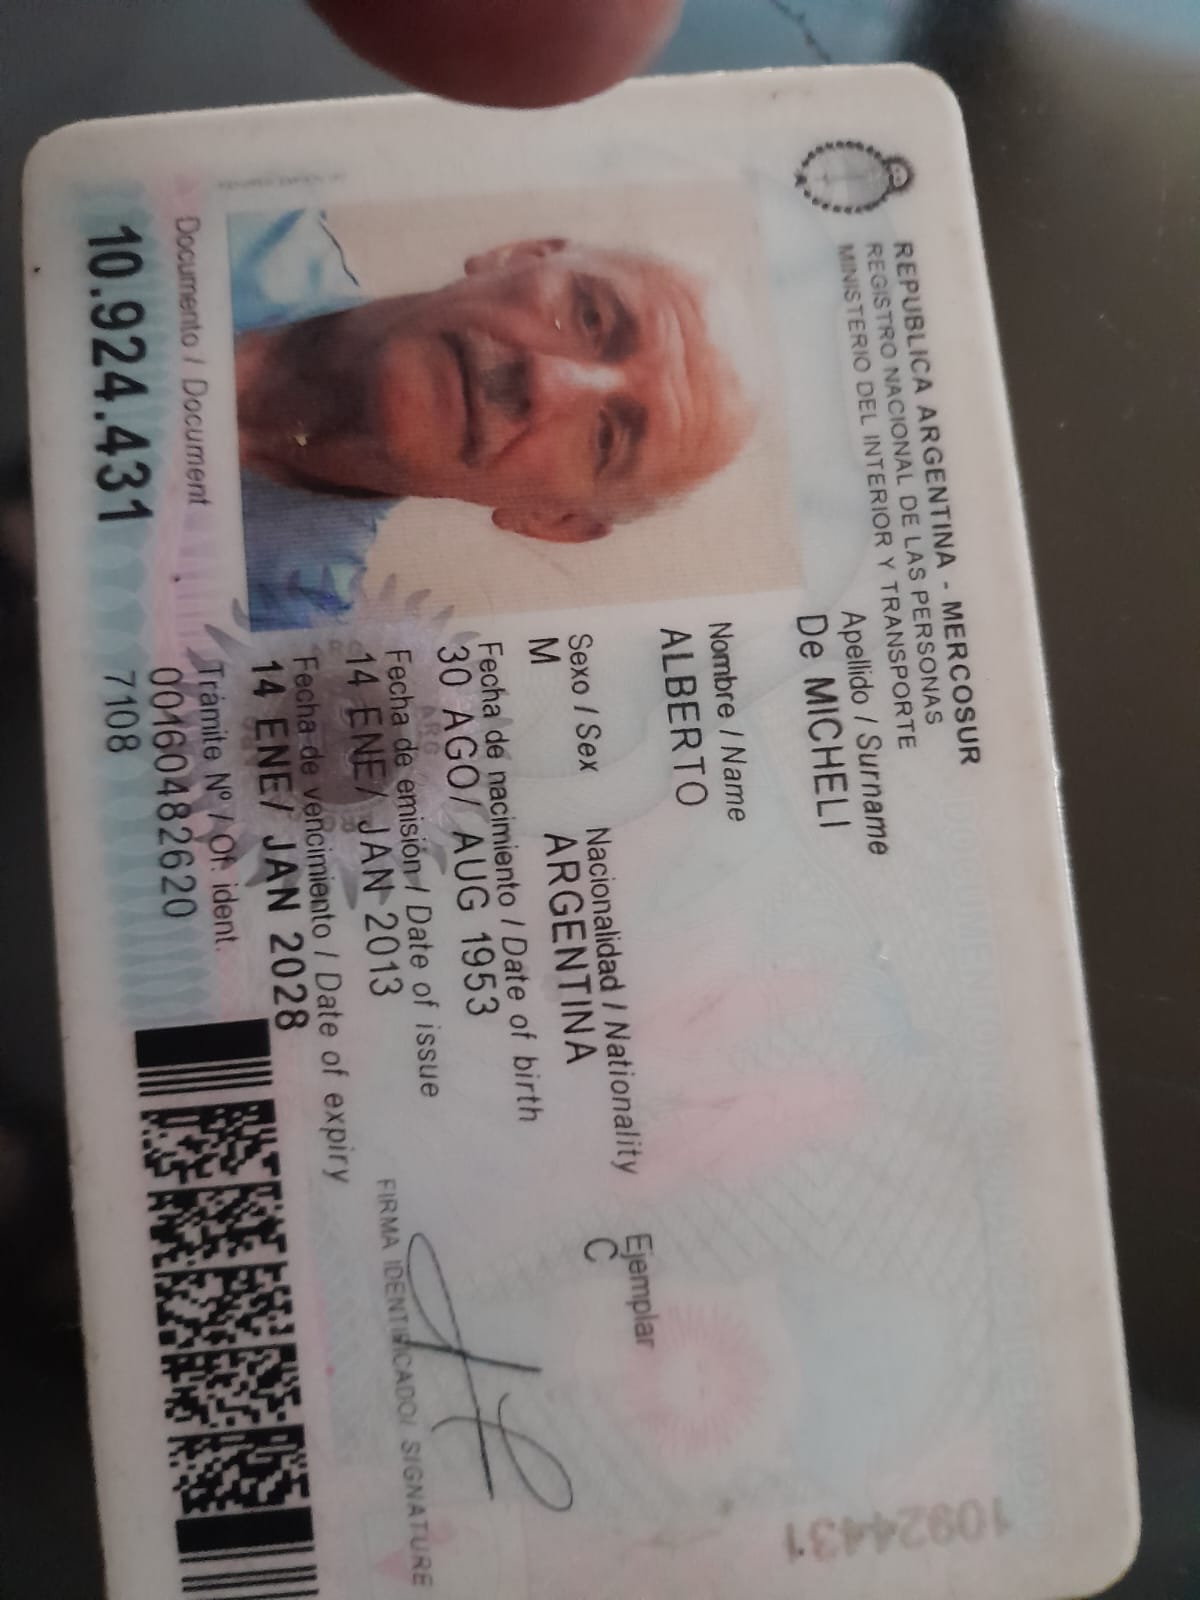 REPUBLICA ARGENTINA - MERCOSUR
REGISTRO NACIONAL DE LAS PERSONAS
MINISTERIO DEL INTERIOR Y TRANSPORTE
Apellido / Surname
De MICHELI
Nombre / Name
ALBERTO
Sexo / Sex
M
Nacionalidad / Nationality
ARGENTINA
Ejemplar
C
Fecha de nacimiento / Date of birth
30 AGO/ AUG 1953
Fecha de emisión / Date of issue
14 ENE/ JAN 2013
Fecha de vencimiento / Date of expiry
14 ENE/ JAN 2028
FIRMA IDENTIFICADO/ SIGNATURE
Documento / Document
10.924.431
Trámite Nº / Of. ident.
00160482620
7108
ARG
10924431